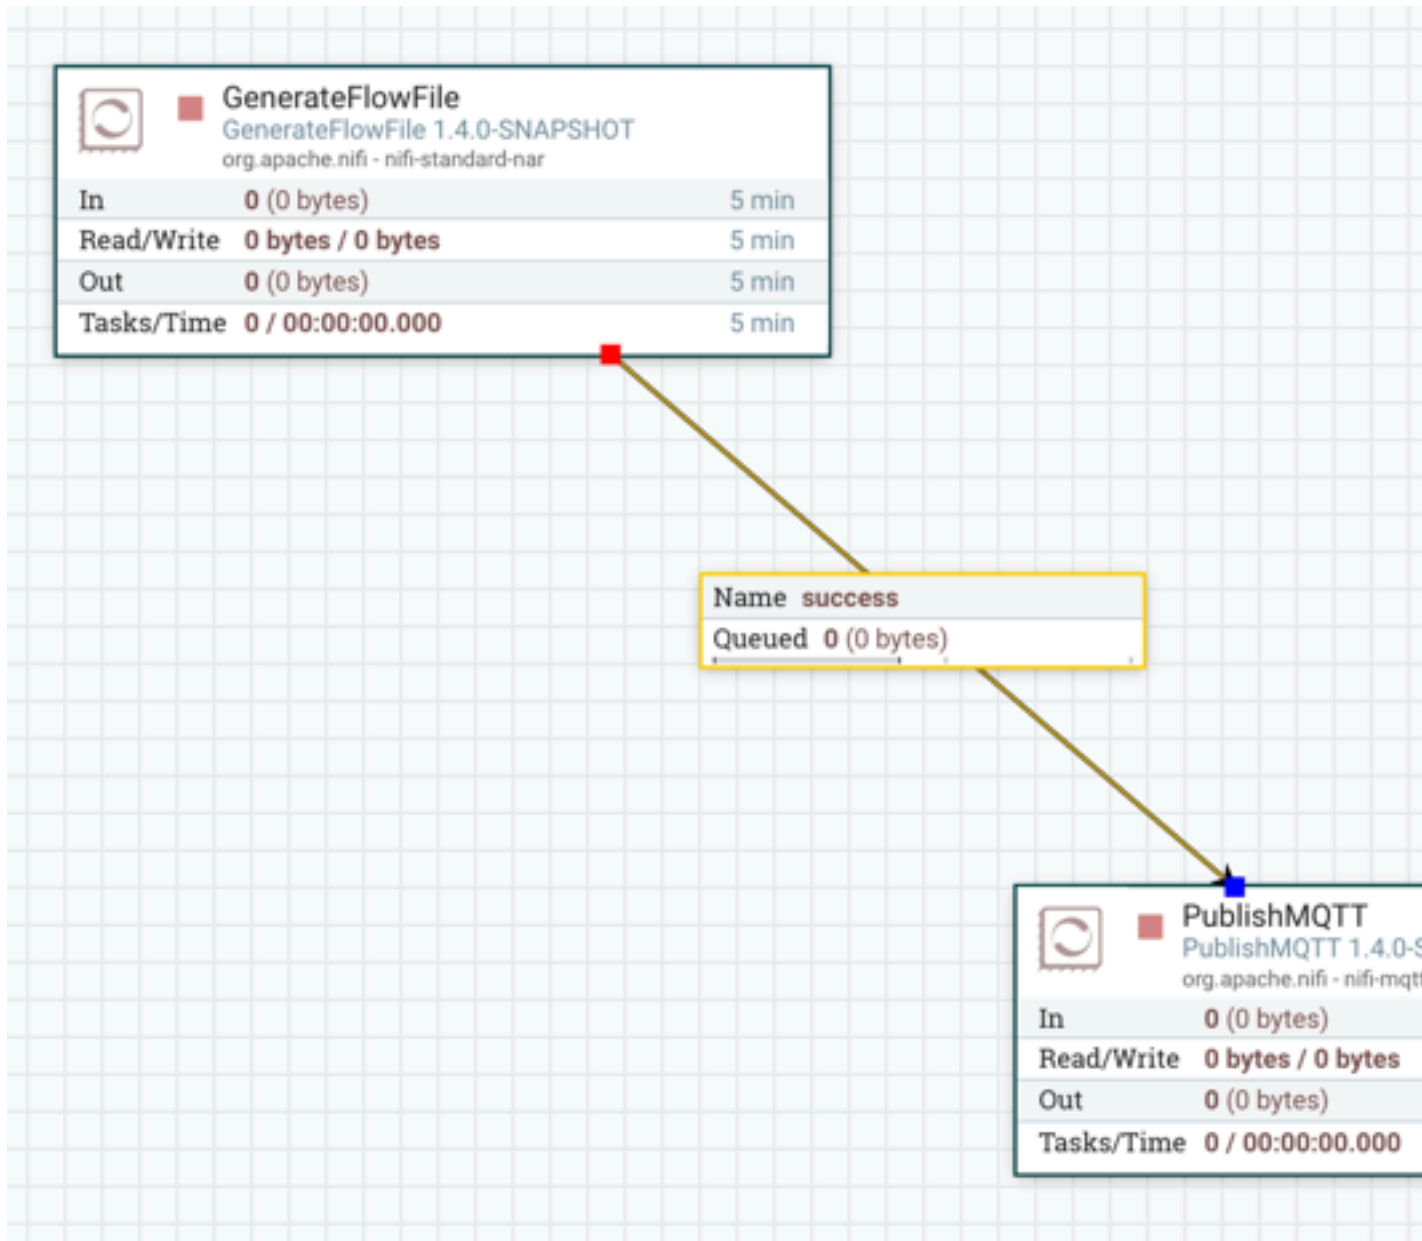 GenerateFlowFile
GenerateFlowFile 1.4.0-SNAPSHOT
org.apache.nifi - nifi-standard-nar
In 0 (0 bytes) 5 min
Read/Write 0 bytes / 0 bytes 5 min
Out 0 (0 bytes) 5 min
Tasks/Time 0 / 00:00:00.000 5 min
Name success
Queued 0 (0 bytes)
PublishMQTT
PublishMQTT 1.4.0-S
org.apache.nifi - nifi-mqtt
In 0 (0 bytes)
Read/Write 0 bytes / 0 bytes
Out 0 (0 bytes)
Tasks/Time 0 / 00:00:00.000